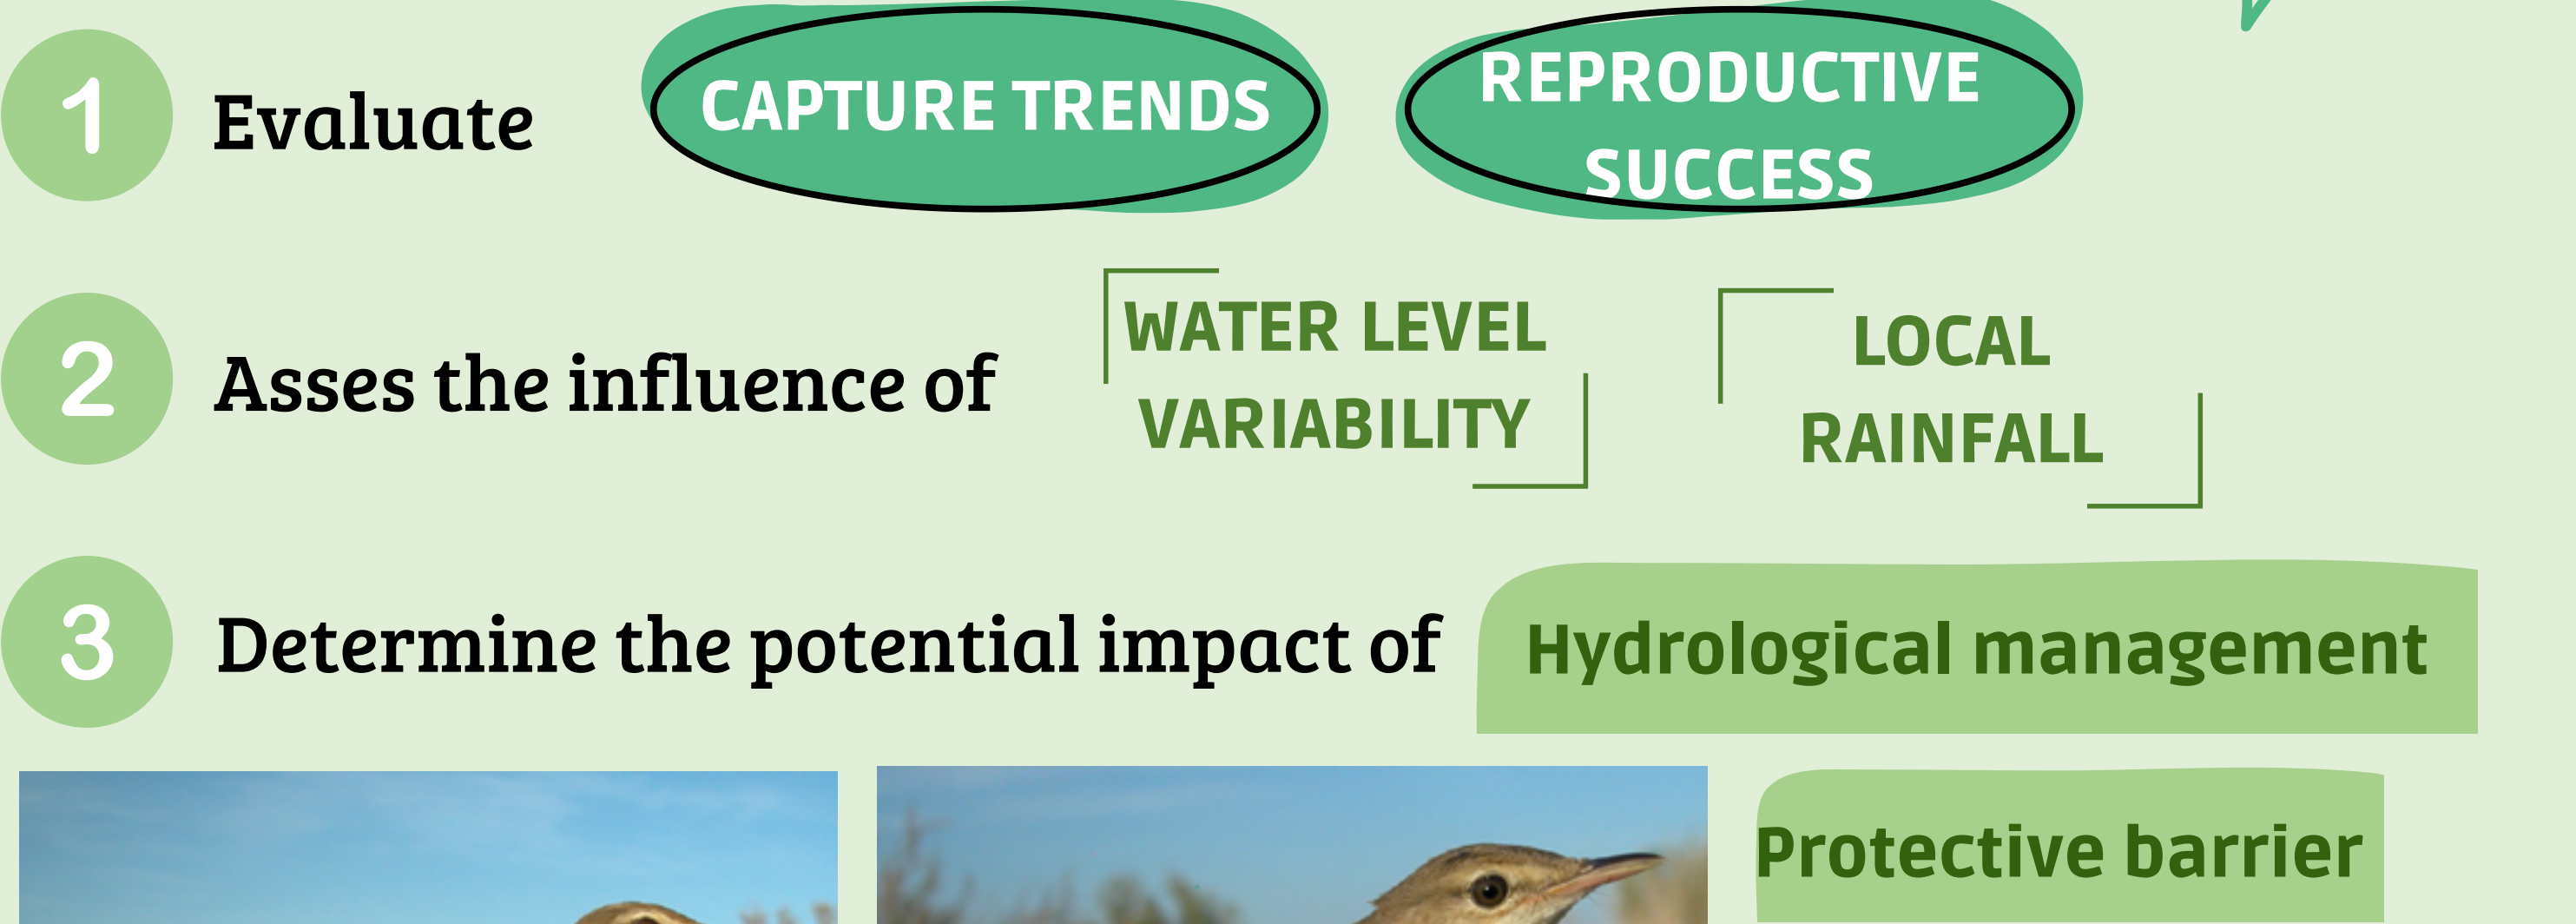 1
Evaluate
CAPTURE TRENDS
REPRODUCTIVE
SUCCESS
2
Asses the influence of
WATER LEVEL
VARIABILITY
LOCAL
RAINFALL
3
Determine the potential impact of
Hydrological management
Protective barrier